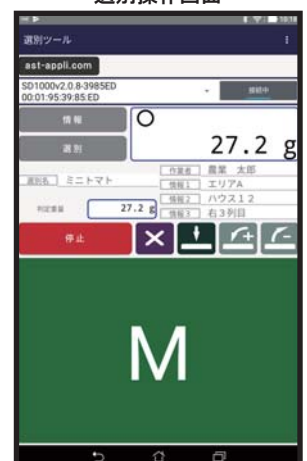 選別操作画面
10:16
選別ツール
ast-appli.com
SD1000v2.0.8-3985ED
00:01:95:39:85:ED
接続中
情報
27.2 g
選別
作業者 農業 太郎
選別名 ミニトマト
情報1 エリアA
情報2 ハウス12
判定重量 27.2 g
情報3 右3列目
停止
M